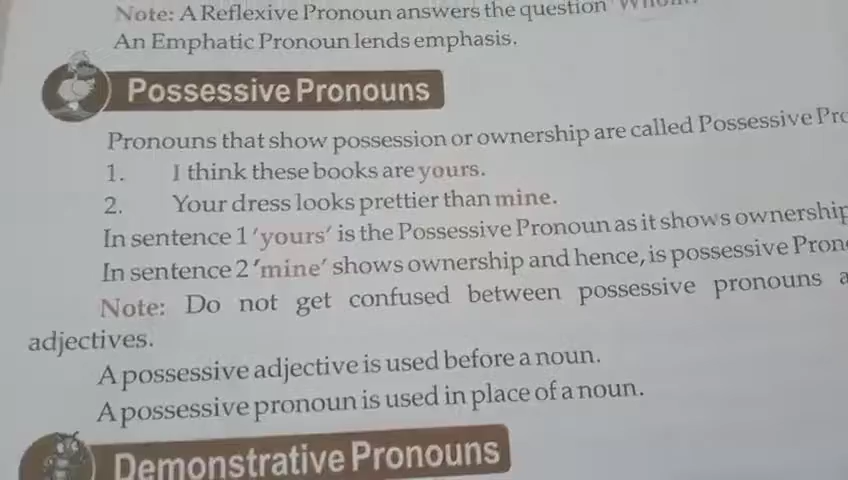 Note: A Reflexive Pronoun answers the question
An Emphatic Pronoun lends emphasis.
Possessive Pronouns
Pronouns that show possession or ownership are called Possessive
1. I think these books are yours.
2. Your dress looks prettier than mine.
In sentence 1 'yours' is the Possessive Pronoun as it shows ownership
In sentence 2 'mine' shows ownership and hence, is possessive
Note: Do not get confused between possessive pronouns
adjectives.
A possessive adjective is used before a noun.
A possessive pronoun is used in place of a noun.
Demonstrative Pronouns